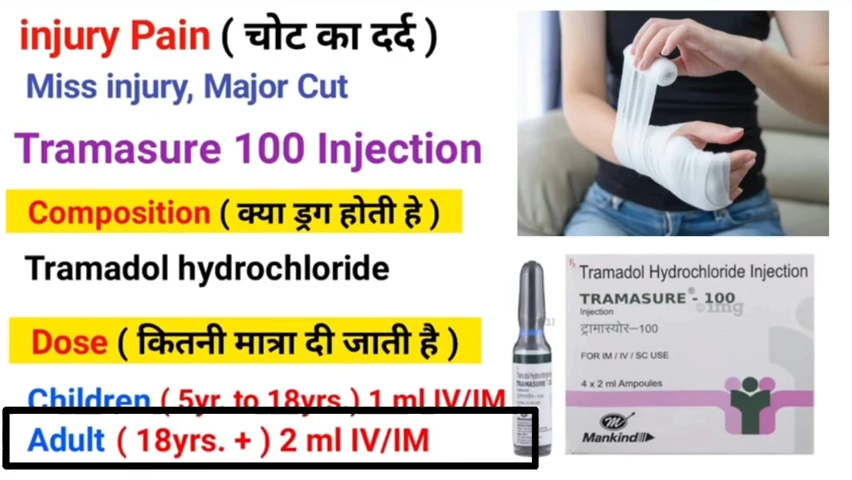 injury Pain ( चोट का दर्द )
Miss injury, Major Cut
Tramasure 100 Injection
Composition ( क्या ड्रग होती हे )
Tramadol hydrochloride
Dose ( कितनी मात्रा दी जाती है )
Children ( 5yr. to 18yrs. ) 1 ml IV/IM
Adult ( 18yrs. + ) 2 ml IV/IM
Rx
Tramadol Hydrochloride Injection
TRAMASURE® - 100
©1mg
Injection
ट्रामास्योर–100
FOR IM / IV / SC USE
4 x 2 ml Ampoules
Mankind